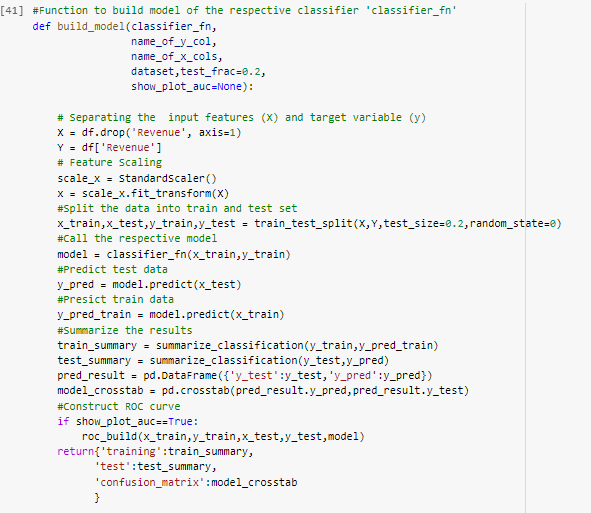 [41] #Function to build model of the respective classifier 'classifier_fn'
def build_model(classifier_fn,
name_of_y_col,
name_of_x_cols,
dataset,test_frac=0.2,
show_plot_auc=None):
# Separating the  input features (X) and target variable (y)
X = df.drop('Revenue', axis=1)
Y = df['Revenue']
# Feature Scaling
scale_x = StandardScaler()
x = scale_x.fit_transform(X)
#Split the data into train and test set
x_train,x_test,y_train,y_test = train_test_split(X,Y,test_size=0.2,random_state=0)
#Call the respective model
model = classifier_fn(x_train,y_train)
#Predict test data
y_pred = model.predict(x_test)
#Presict train data
y_pred_train = model.predict(x_train)
#Summarize the results
train_summary = summarize_classification(y_train,y_pred_train)
test_summary = summarize_classification(y_test,y_pred)
pred_result = pd.DataFrame({'y_test':y_test,'y_pred':y_pred})
model_crosstab = pd.crosstab(pred_result.y_pred,pred_result.y_test)
#Construct ROC curve
if show_plot_auc==True:
roc_build(x_train,y_train,x_test,y_test,model)
return{'training':train_summary,
'test':test_summary,
'confusion_matrix':model_crosstab
}